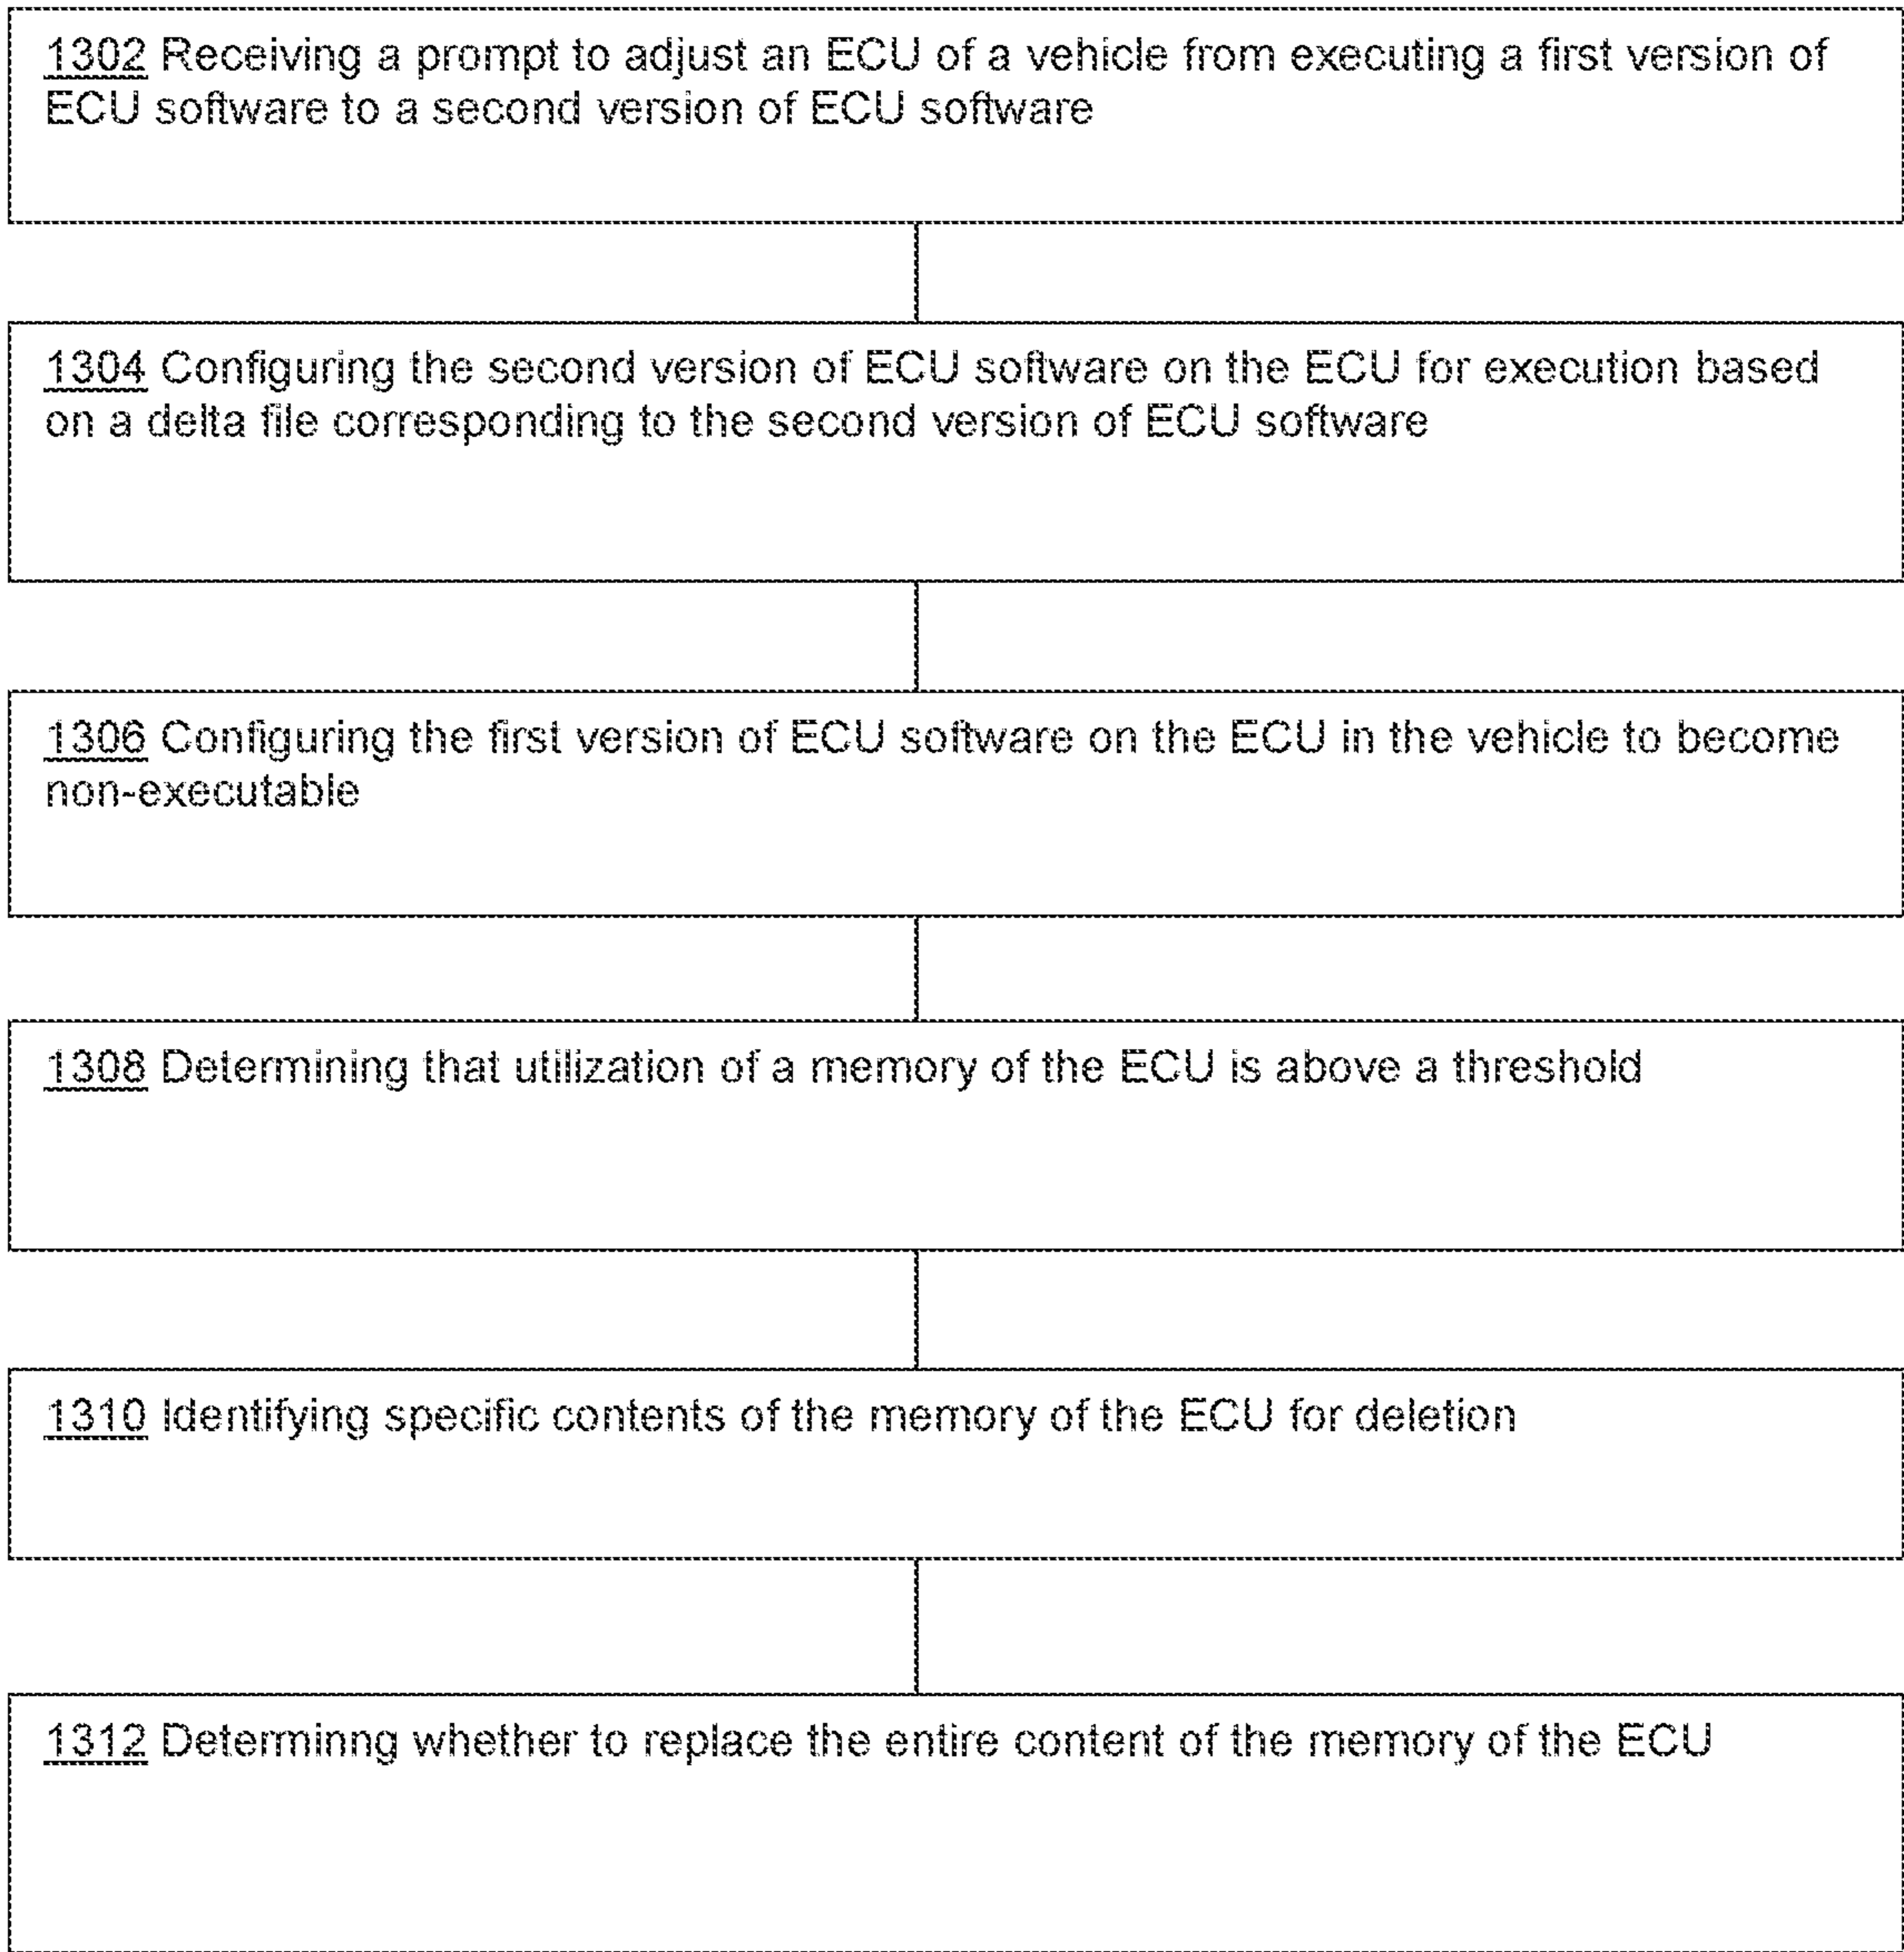 1302 Receiving a prompt to adjust an ECU of a vehicle from executing a first version of
ECU software to a second version of ECU software
1304 Configuring the second version of ECU software on the ECU for execution based
on a delta file corresponding to the second version of ECU software
1306 Configuring the first version of ECU software on the ECU in the vehicle to become
non-executable
1308 Determining that utilization of a memory of the ECU is above a threshold
1310 Identifying specific contents of the memory of the ECU for deletion
1312 Determinng whether to replace the entire content of the memory of the ECU